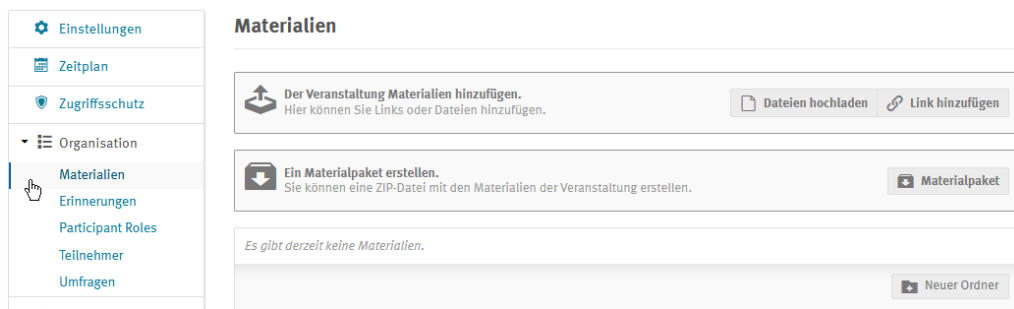 Einstellungen
Zeitplan
Zugriffsschutz
Organisation
Materialien
Erinnerungen
Participant Roles
Teilnehmer
Umfragen
Materialien
Der Veranstaltung Materialien hinzufügen.
Hier können Sie Links oder Dateien hinzufügen.
Dateien hochladen
Link hinzufügen
Ein Materialpaket erstellen.
Sie können eine ZIP-Datei mit den Materialien der Veranstaltung erstellen.
Materialpaket
Es gibt derzeit keine Materialien.
Neuer Ordner